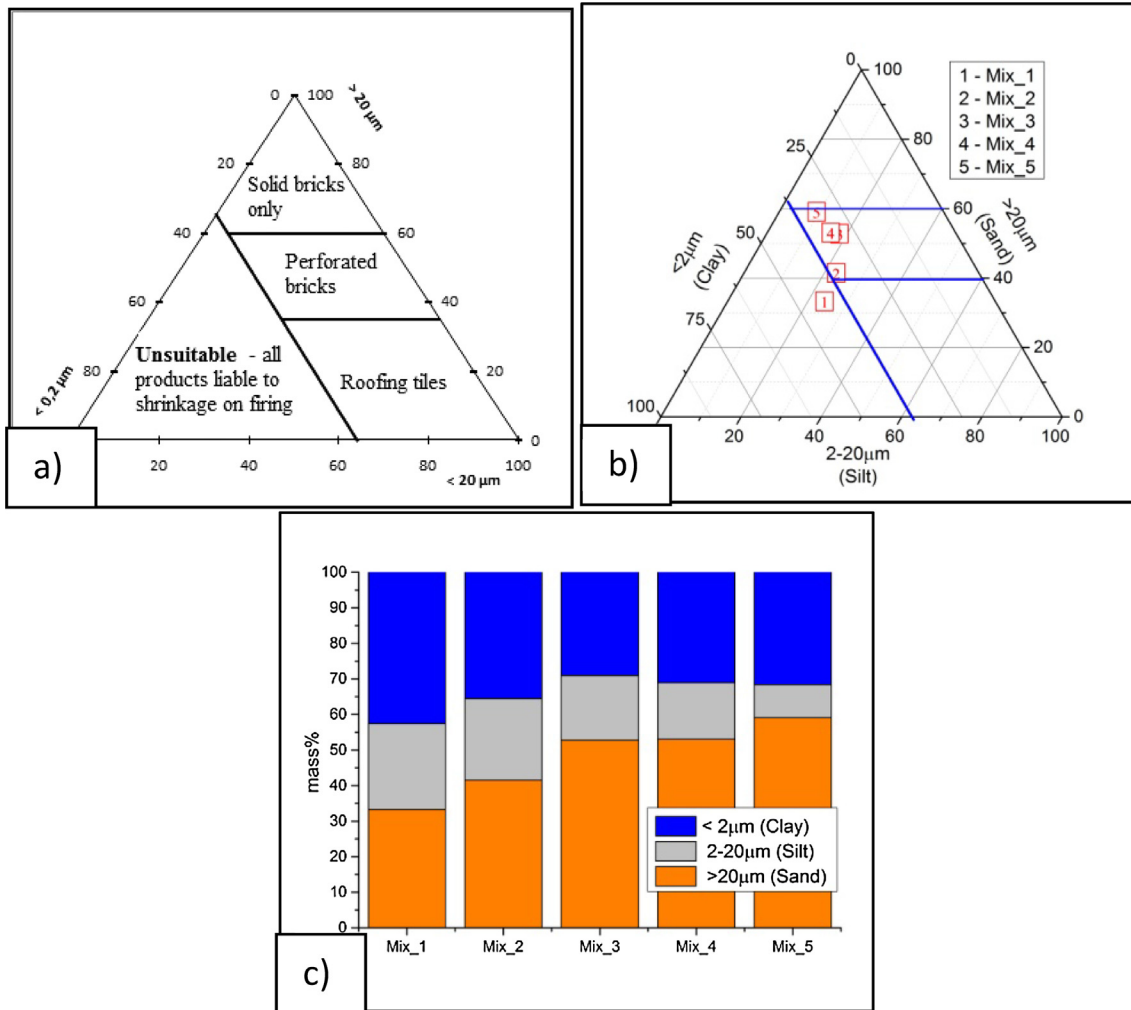 0 100
> 20 µm
20 80
Solid bricks
only
40 60
Perforated
bricks
60 40
Unsuitable - all
products liable to
shrinkage on firing
80 20
Roofing tiles
< 0,2 µm
0
20 40 60 80 100
< 20 µm
a)
0 100
1 - Mix_1
2 - Mix_2
3 - Mix_3
4 - Mix_4
5 - Mix_5
25 80
5 60
>20µm
(Sand)
50 4 3
<2µm
(Clay)
2 40
1
75 20
100 0
20 40 60 80 100
2-20µm
(Silt)
b)
100
90
80
70
60
50
40
30
20
10
0
mass%
< 2µm (Clay)
2-20µm (Silt)
>20µm (Sand)
Mix_1 Mix_2 Mix_3 Mix_4 Mix_5
c)